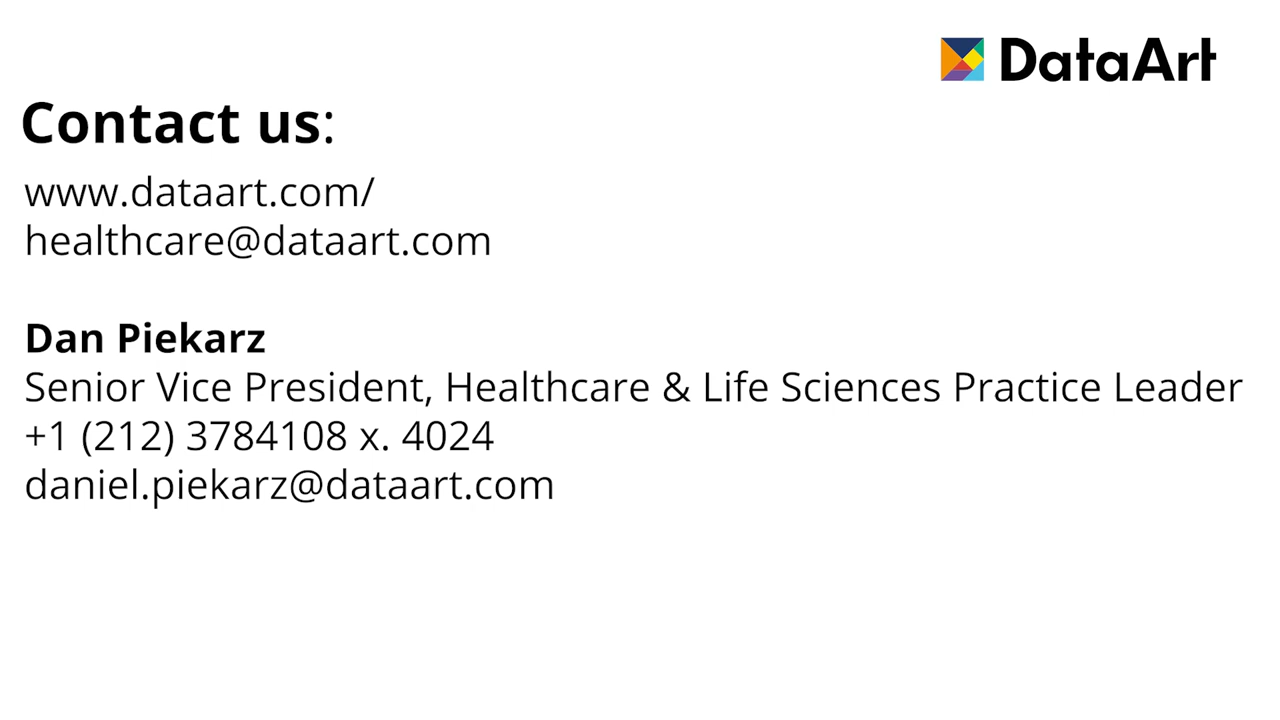 DataArt
Contact us:
www.dataart.com/
healthcare@dataart.com
Dan Piekarz
Senior Vice President, Healthcare & Life Sciences Practice Leader
+1 (212) 3784108 x. 4024
daniel.piekarz@dataart.com